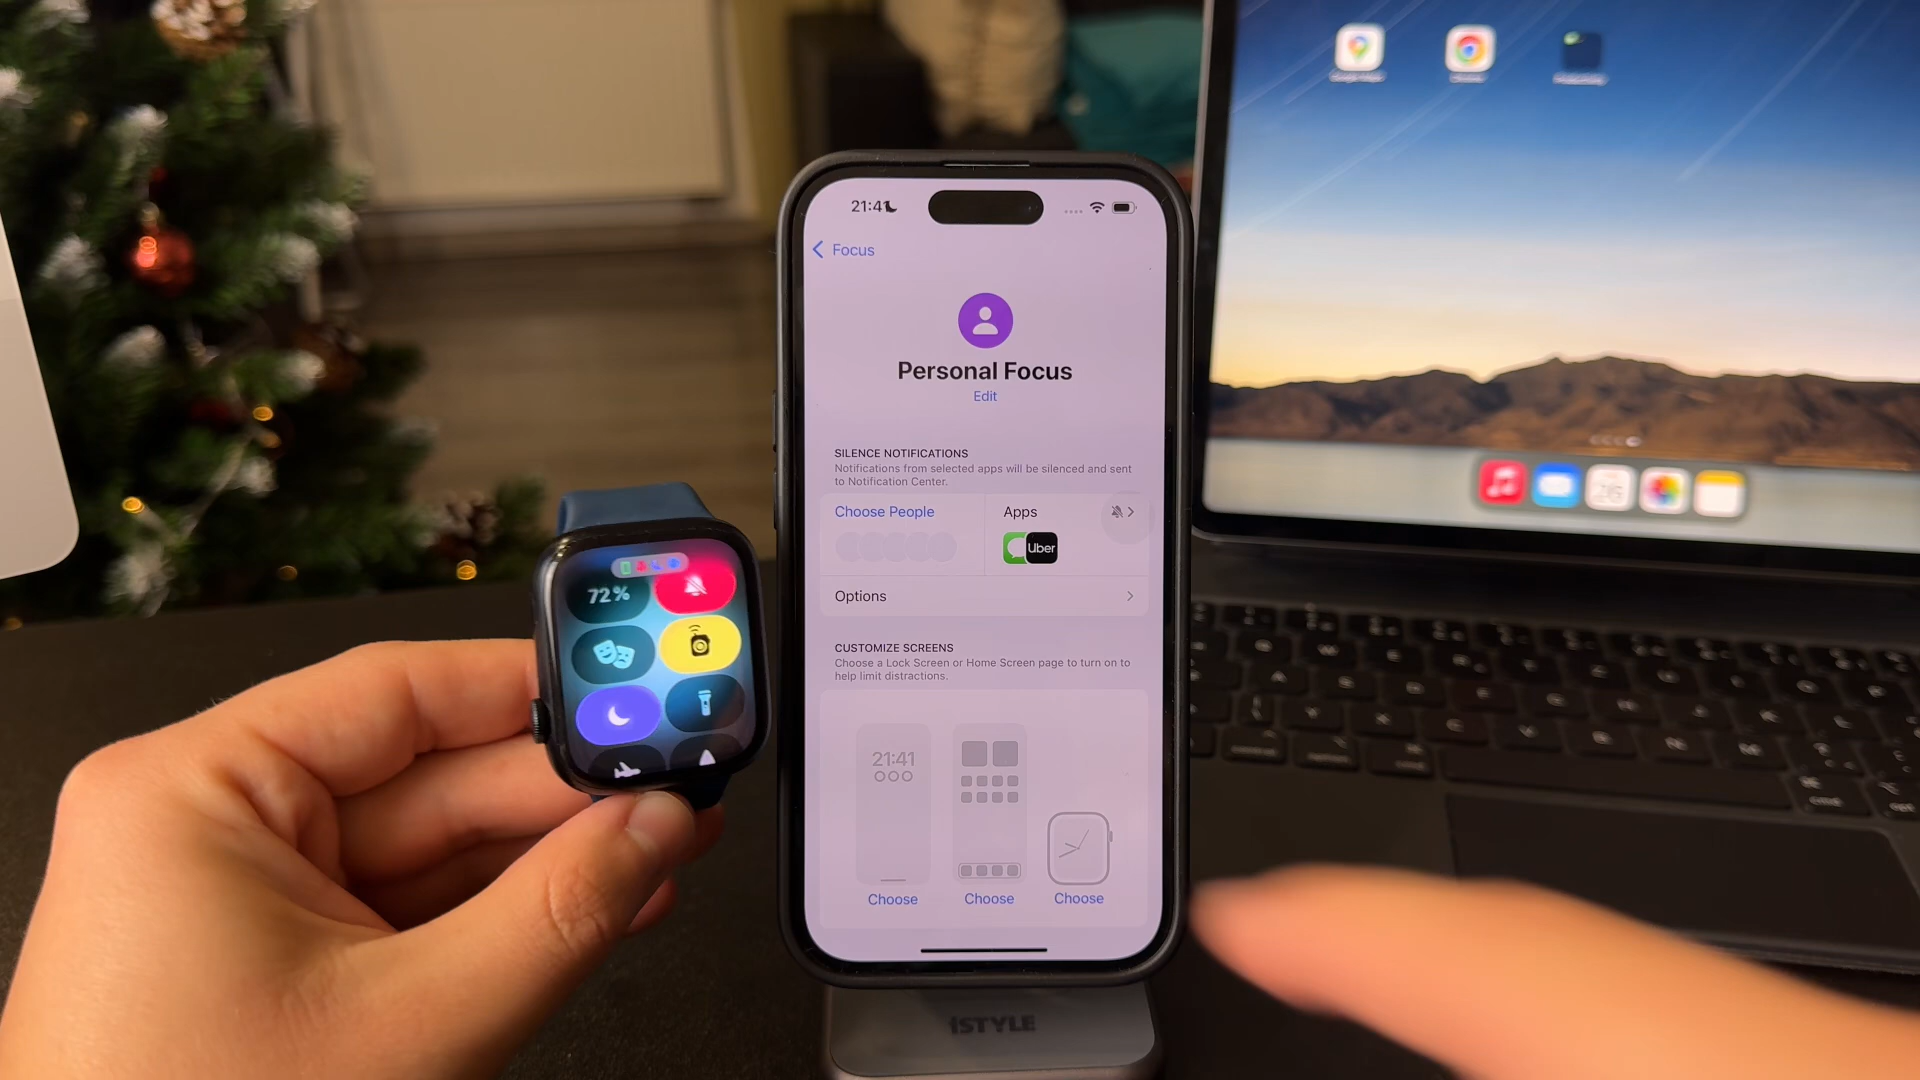 21:41
Focus
Personal Focus
Edit
SILENCE NOTIFICATIONS
Notifications from selected apps will be silenced and sent
to Notification Center.
Choose People
Apps
Uber
Options
CUSTOMIZE SCREENS
Choose a Lock Screen or Home Screen page to turn on to
help limit distractions.
21:41
Choose
Choose
Choose
72%
iSTYLE